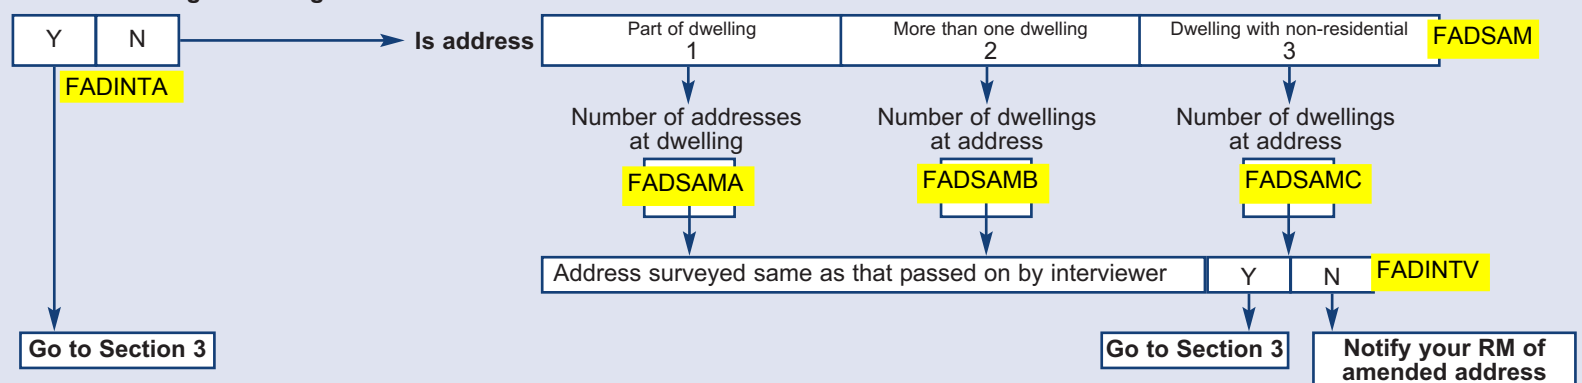 Y N
FADINTA
Is address
Part of dwelling
1
More than one dwelling
2
Dwelling with non-residential
3
FADSAM
Number of addresses
at dwelling
FADSAMA
Number of dwellings
at address
FADSAMB
Number of dwellings
at address
FADSAMC
Address surveyed same as that passed on by interviewer Y N
FADINTV
Go to Section 3
Go to Section 3
Notify your RM of
amended address